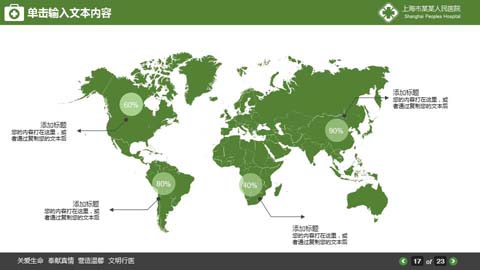 单击输入文本内容
上海市某某人民医院
Shanghai Peoples Hospital
60%
添加标题
您的内容打在这里，或
者通过复制您的文本后
90%
添加标题
您的内容打在这里，或
者通过复制您的文本后
80%
添加标题
您的内容打在这里，或
者通过复制您的文本后
40%
添加标题
您的内容打在这里，或
者通过复制您的文本后
关爱生命 奉献真情 营造温馨 文明行医
17 of 23